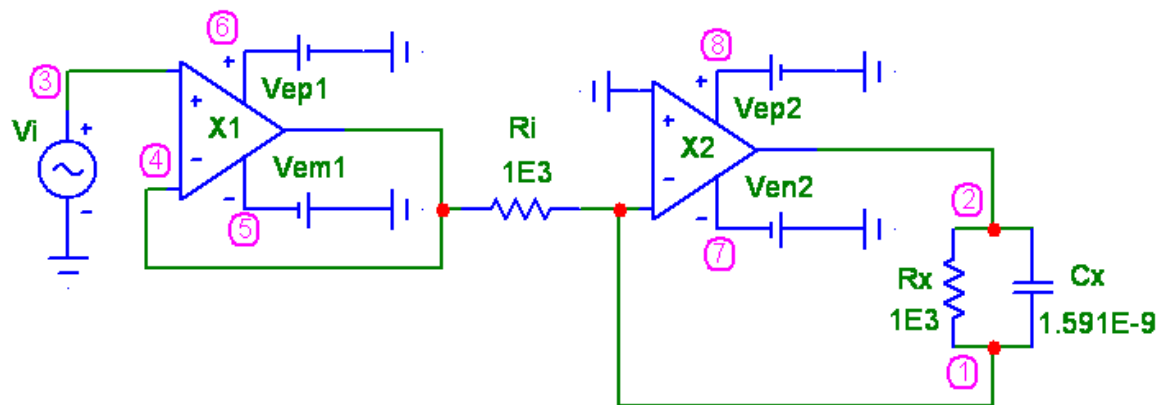 6
8
3
+
+
Vep1
Vep2
Vi
+
+
+
X1
Ri
X2
4
-
Vem1
1E3
-
Ven2
-
-
-
5
7
2
Rx
Cx
1E3
1.591E-9
1